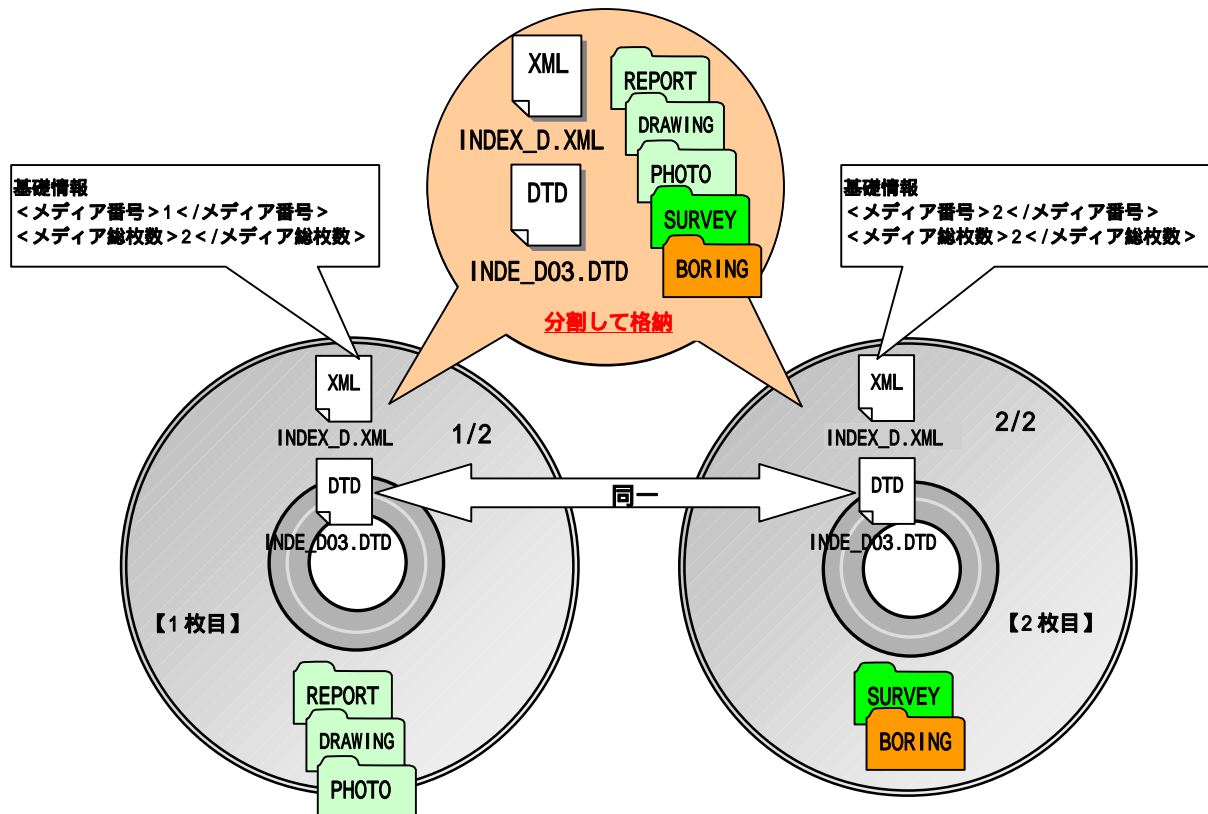 XML
INDEX_D.XML
DTD
INDE_D03.DTD
REPORT
DRAWING
PHOTO
SURVEY
BORING
分割して格納
基礎情報
<メディア番号>1</メディア番号>
<メディア総枚数>2</メディア総枚数>
基礎情報
<メディア番号>2</メディア番号>
<メディア総枚数>2</メディア総枚数>
XML
INDEX_D.XML
1/2
DTD
INDE_D03.DTD
【1枚目】
REPORT
DRAWING
PHOTO
同一
XML
INDEX_D.XML
2/2
DTD
INDE_D03.DTD
【2枚目】
SURVEY
BORING